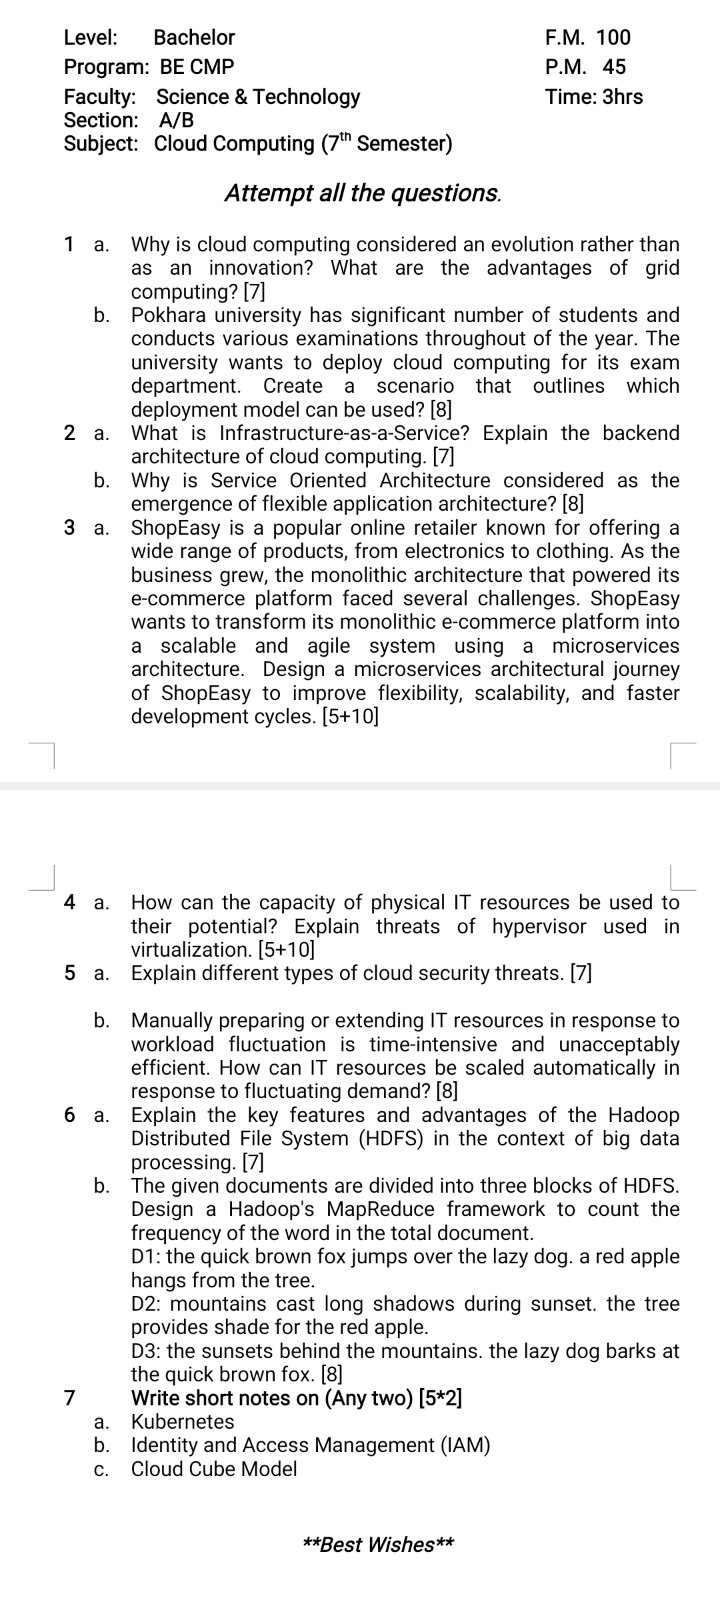 Level: Bachelor F.M. 100
Program: BE CMP P.M. 45
Faculty: Science & Technology Time: 3hrs
Section: A/B
Subject: Cloud Computing (7th Semester)
Attempt all the questions.
1 a. Why is cloud computing considered an evolution rather than
as an innovation? What are the advantages of grid
computing? [7]
b. Pokhara university has significant number of students and
conducts various examinations throughout of the year. The
university wants to deploy cloud computing for its exam
department. Create a scenario that outlines which
deployment model can be used? [8]
2 a. What is Infrastructure-as-a-Service? Explain the backend
architecture of cloud computing. [7]
b. Why is Service Oriented Architecture considered as the
emergence of flexible application architecture? [8]
3 a. ShopEasy is a popular online retailer known for offering a
wide range of products, from electronics to clothing. As the
business grew, the monolithic architecture that powered its
e-commerce platform faced several challenges. ShopEasy
wants to transform its monolithic e-commerce platform into
a scalable and agile system using a microservices
architecture. Design a microservices architectural journey
of ShopEasy to improve flexibility, scalability, and faster
development cycles. [5+10]
4 a. How can the capacity of physical IT resources be used to
their potential? Explain threats of hypervisor used in
virtualization. [5+10]
5 a. Explain different types of cloud security threats. [7]
b. Manually preparing or extending IT resources in response to
workload fluctuation is time-intensive and unacceptably
efficient. How can IT resources be scaled automatically in
response to fluctuating demand? [8]
6 a. Explain the key features and advantages of the Hadoop
Distributed File System (HDFS) in the context of big data
processing. [7]
b. The given documents are divided into three blocks of HDFS.
Design a Hadoop's MapReduce framework to count the
frequency of the word in the total document.
D1: the quick brown fox jumps over the lazy dog. a red apple
hangs from the tree.
D2: mountains cast long shadows during sunset. the tree
provides shade for the red apple.
D3: the sunsets behind the mountains. the lazy dog barks at
the quick brown fox. [8]
7 Write short notes on (Any two) [5*2]
a. Kubernetes
b. Identity and Access Management (IAM)
c. Cloud Cube Model
**Best Wishes**